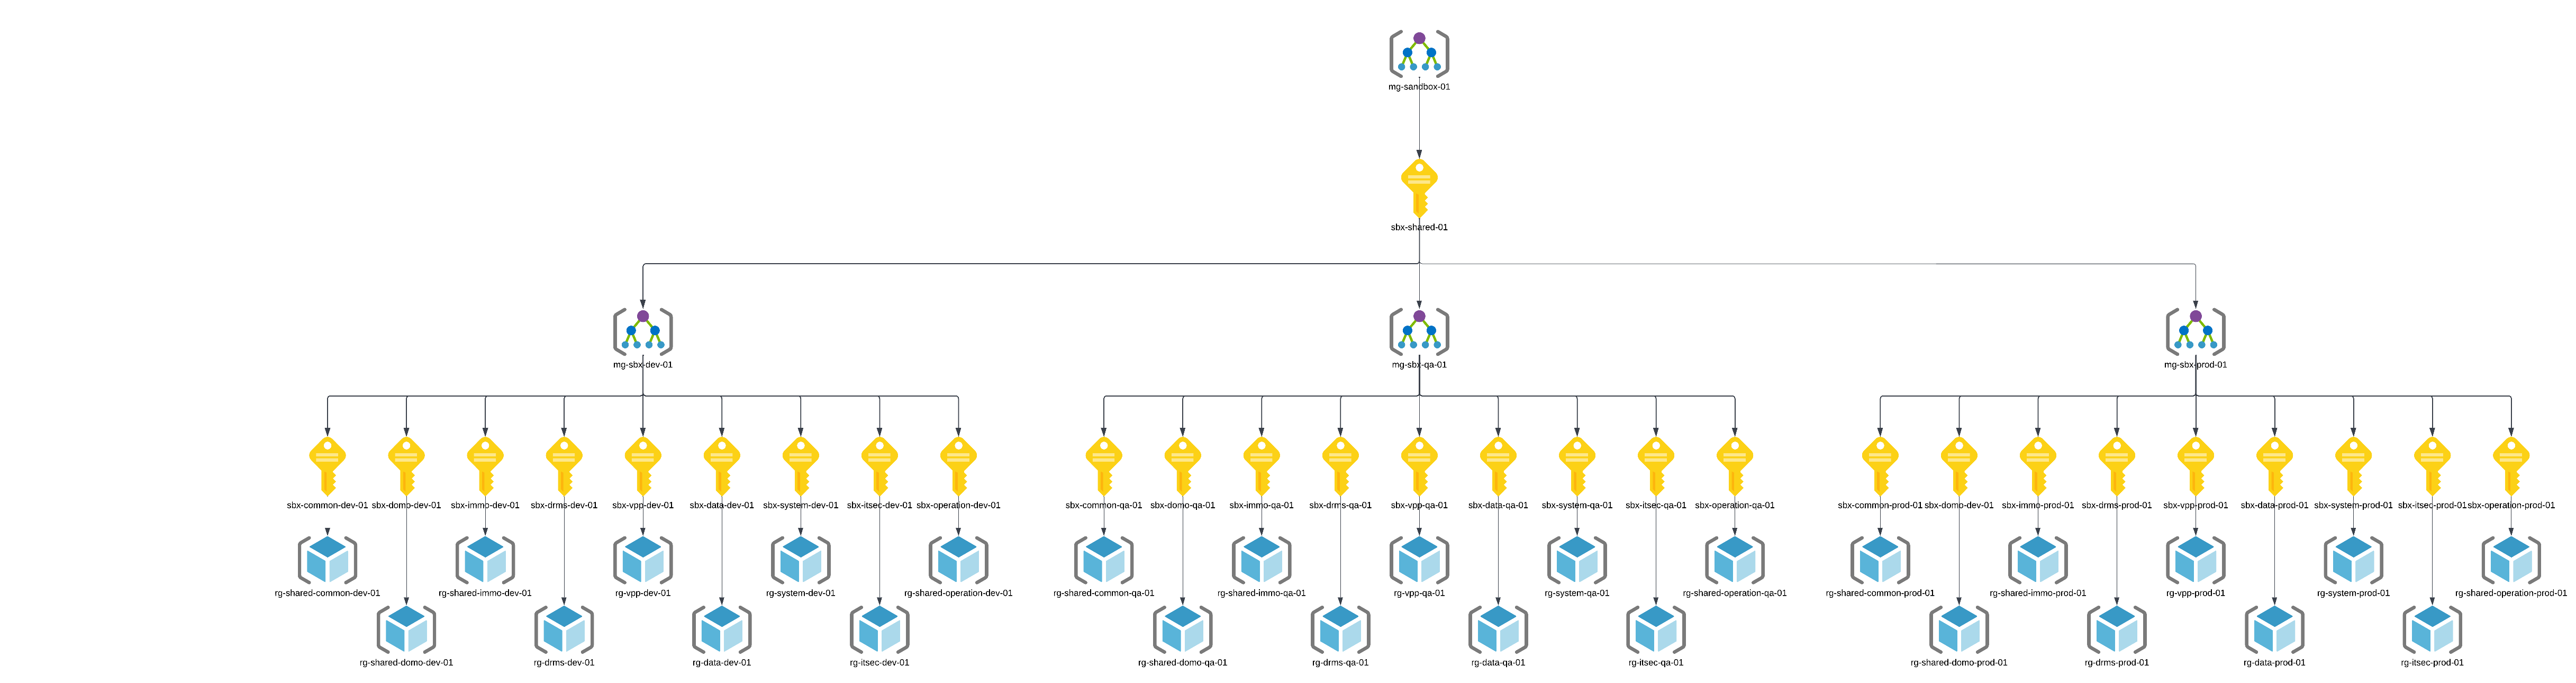 mg-sandbox-01
sbx-shared-01
mg-sbx-dev-01
mg-sbx-qa-01
mg-sbx-prod-01
sbx-common-dev-01 sbx-domo-dev-01 sbx-immo-dev-01 sbx-drms-dev-01 sbx-vpp-dev-01 sbx-data-dev-01 sbx-system-dev-01 sbx-itsec-dev-01 sbx-operation-dev-01 sbx-common-qa-01 sbx-domo-qa-01 sbx-immo-qa-01 sbx-drms-qa-01 sbx-vpp-qa-01 sbx-data-qa-01 sbx-system-qa-01 sbx-itsec-qa-01 sbx-operation-qa-01 sbx-common-prod-01 sbx-domo-dev-01 sbx-immo-prod-01 sbx-drms-prod-01 sbx-vpp-prod-01 sbx-data-prod-01 sbx-system-prod-01 sbx-itsec-prod-01 sbx-operation-prod-01
rg-shared-common-dev-01 rg-shared-immo-dev-01 rg-vpp-dev-01 rg-system-dev-01 rg-shared-operation-dev-01 rg-shared-common-qa-01 rg-shared-immo-qa-01 rg-vpp-qa-01 rg-system-qa-01 rg-shared-operation-qa-01 rg-shared-common-prod-01 rg-shared-immo-prod-01 rg-vpp-prod-01 rg-system-prod-01 rg-shared-operation-prod-01
rg-shared-domo-dev-01 rg-drms-dev-01 rg-data-dev-01 rg-itsec-dev-01 rg-shared-domo-qa-01 rg-drms-qa-01 rg-data-qa-01 rg-itsec-qa-01 rg-shared-domo-prod-01 rg-drms-prod-01 rg-data-prod-01 rg-itsec-prod-01